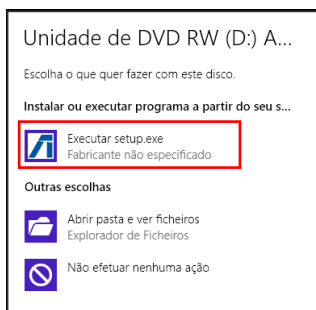 Unidade de DVD RW (D:) A...
Escolha o que quer fazer com este disco.
Instalar ou executar programa a partir do seu s...
Executar setup.exe
Fabricante não especificado
Outras escolhas
Abrir pasta e ver ficheiros
Explorador de Ficheiros
Não efetuar nenhuma ação